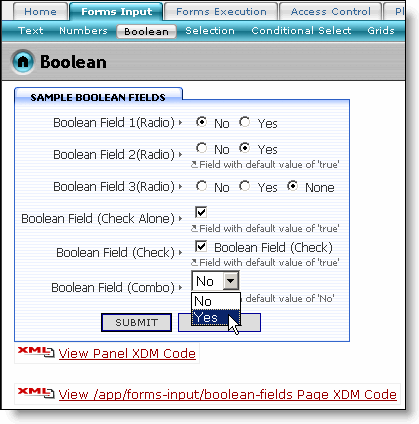 Home Forms Input Forms Execution Access Control
Text Numbers Boolean Selection Conditional Select Grids
Boolean
SAMPLE BOOLEAN FIELDS
Boolean Field 1(Radio) No Yes
Boolean Field 2(Radio) No Yes
Field with default value of 'true'
Boolean Field 3(Radio) No Yes None
Boolean Field (Check Alone)
Field with default value of 'true'
Boolean Field (Check) Boolean Field (Check)
Field with default value of 'true'
Boolean Field (Combo) No
No default value of 'No'
Yes
SUBMIT
XML View Panel XDM Code
XML View /app/forms-input/boolean-fields Page XDM Code